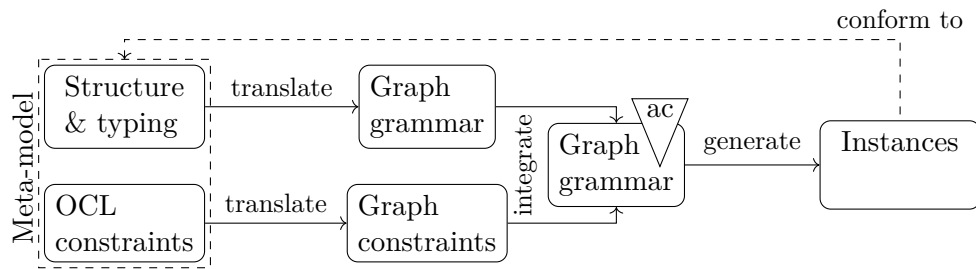 conform to
Meta-model
Structure
& typing
translate
Graph
grammar
OCL
constraints
translate
Graph
constraints
integrate
ac
Graph
grammar
generate
Instances